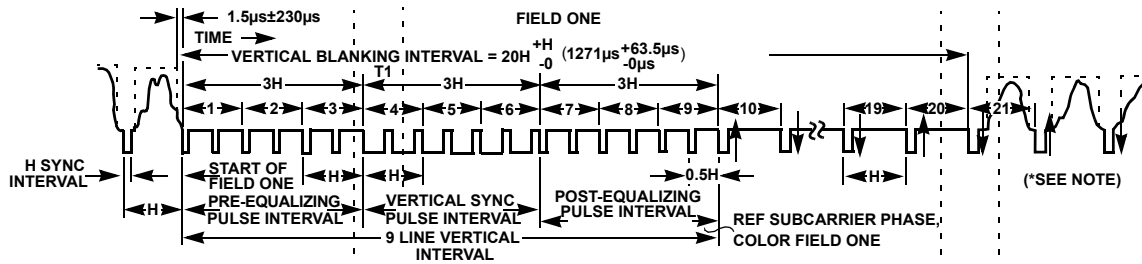 1.5µs±230µs
FIELD ONE
TIME
VERTICAL BLANKING INTERVAL = 20H +H -0 (1271µs +63.5µs -0µs)
T1
3H 3H 3H
1 2 3 4 5 6 7 8 9 10 19 20 21
H SYNC
INTERVAL
START OF
FIELD ONE
H H 0.5H H
(*SEE NOTE)
H
PRE-EQUALIZING
PULSE INTERVAL
VERTICAL SYNC
PULSE INTERVAL
POST-EQUALIZING
PULSE INTERVAL
REF SUBCARRIER PHASE,
COLOR FIELD ONE
9 LINE VERTICAL
INTERVAL